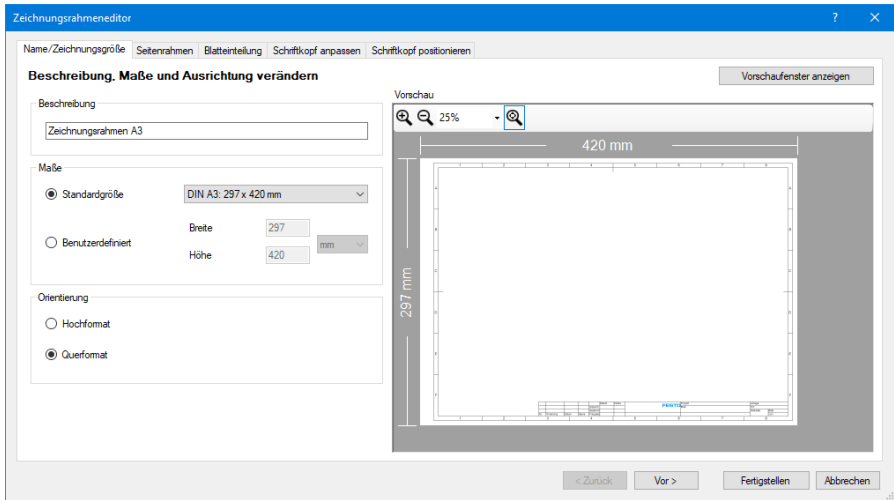 Zeichnungsrahmeneditor
Name/Zeichnungsgröße Seitenrahmen Blatteinteilung Schriftkopf anpassen Schriftkopf positionieren
Beschreibung, Maße und Ausrichtung verändern
Vorschaufenster anzeigen
Beschreibung
Zeichnungsrahmen A3
Maße
Standardgröße
DIN A3: 297 x 420 mm
Benutzerdefiniert
Breite
297
mm
Höhe
420
Orientierung
Hochformat
Querformat
Vorschau
25%
420 mm
297 mm
FESTO
< Zurück
Vor >
Fertigstellen
Abbrechen